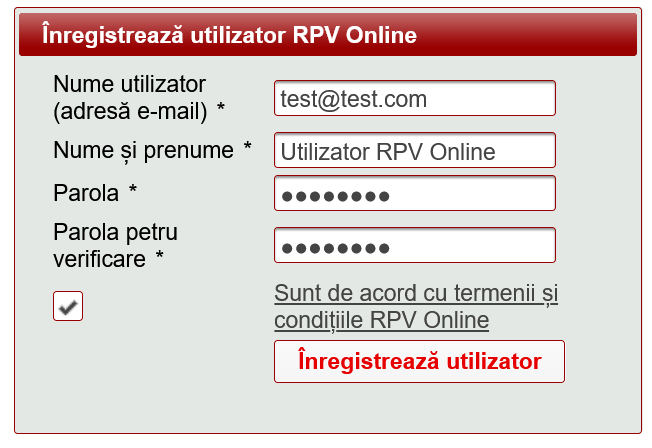 Înregistrează utilizator RPV Online
Nume utilizator
(adresă e-mail) *
test@test.com
Nume și prenume *
Utilizator RPV Online
Parola *
●●●●●●●●
Parola petru
verificare *
●●●●●●●●
Sunt de acord cu termenii și
condițiile RPV Online
Înregistrează utilizator